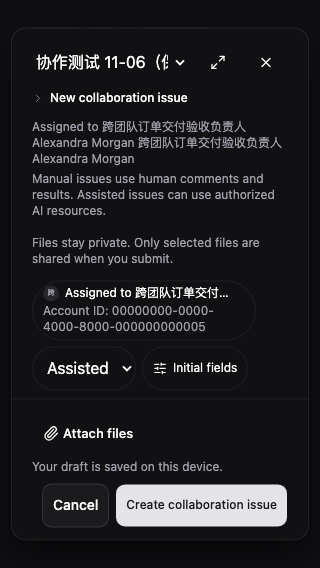 协作测试 11-06（
New collaboration issue
Assigned to 跨团队订单交付验收负责人
Alexandra Morgan 跨团队订单交付验收负责人
Alexandra Morgan
Manual issues use human comments and
results. Assisted issues can use authorized
AI resources.
Files stay private. Only selected files are
shared when you submit.
跨 Assigned to 跨团队订单交付...
Account ID: 00000000-0000-
4000-8000-000000000005
Assisted
Initial fields
Attach files
Your draft is saved on this device.
Cancel
Create collaboration issue